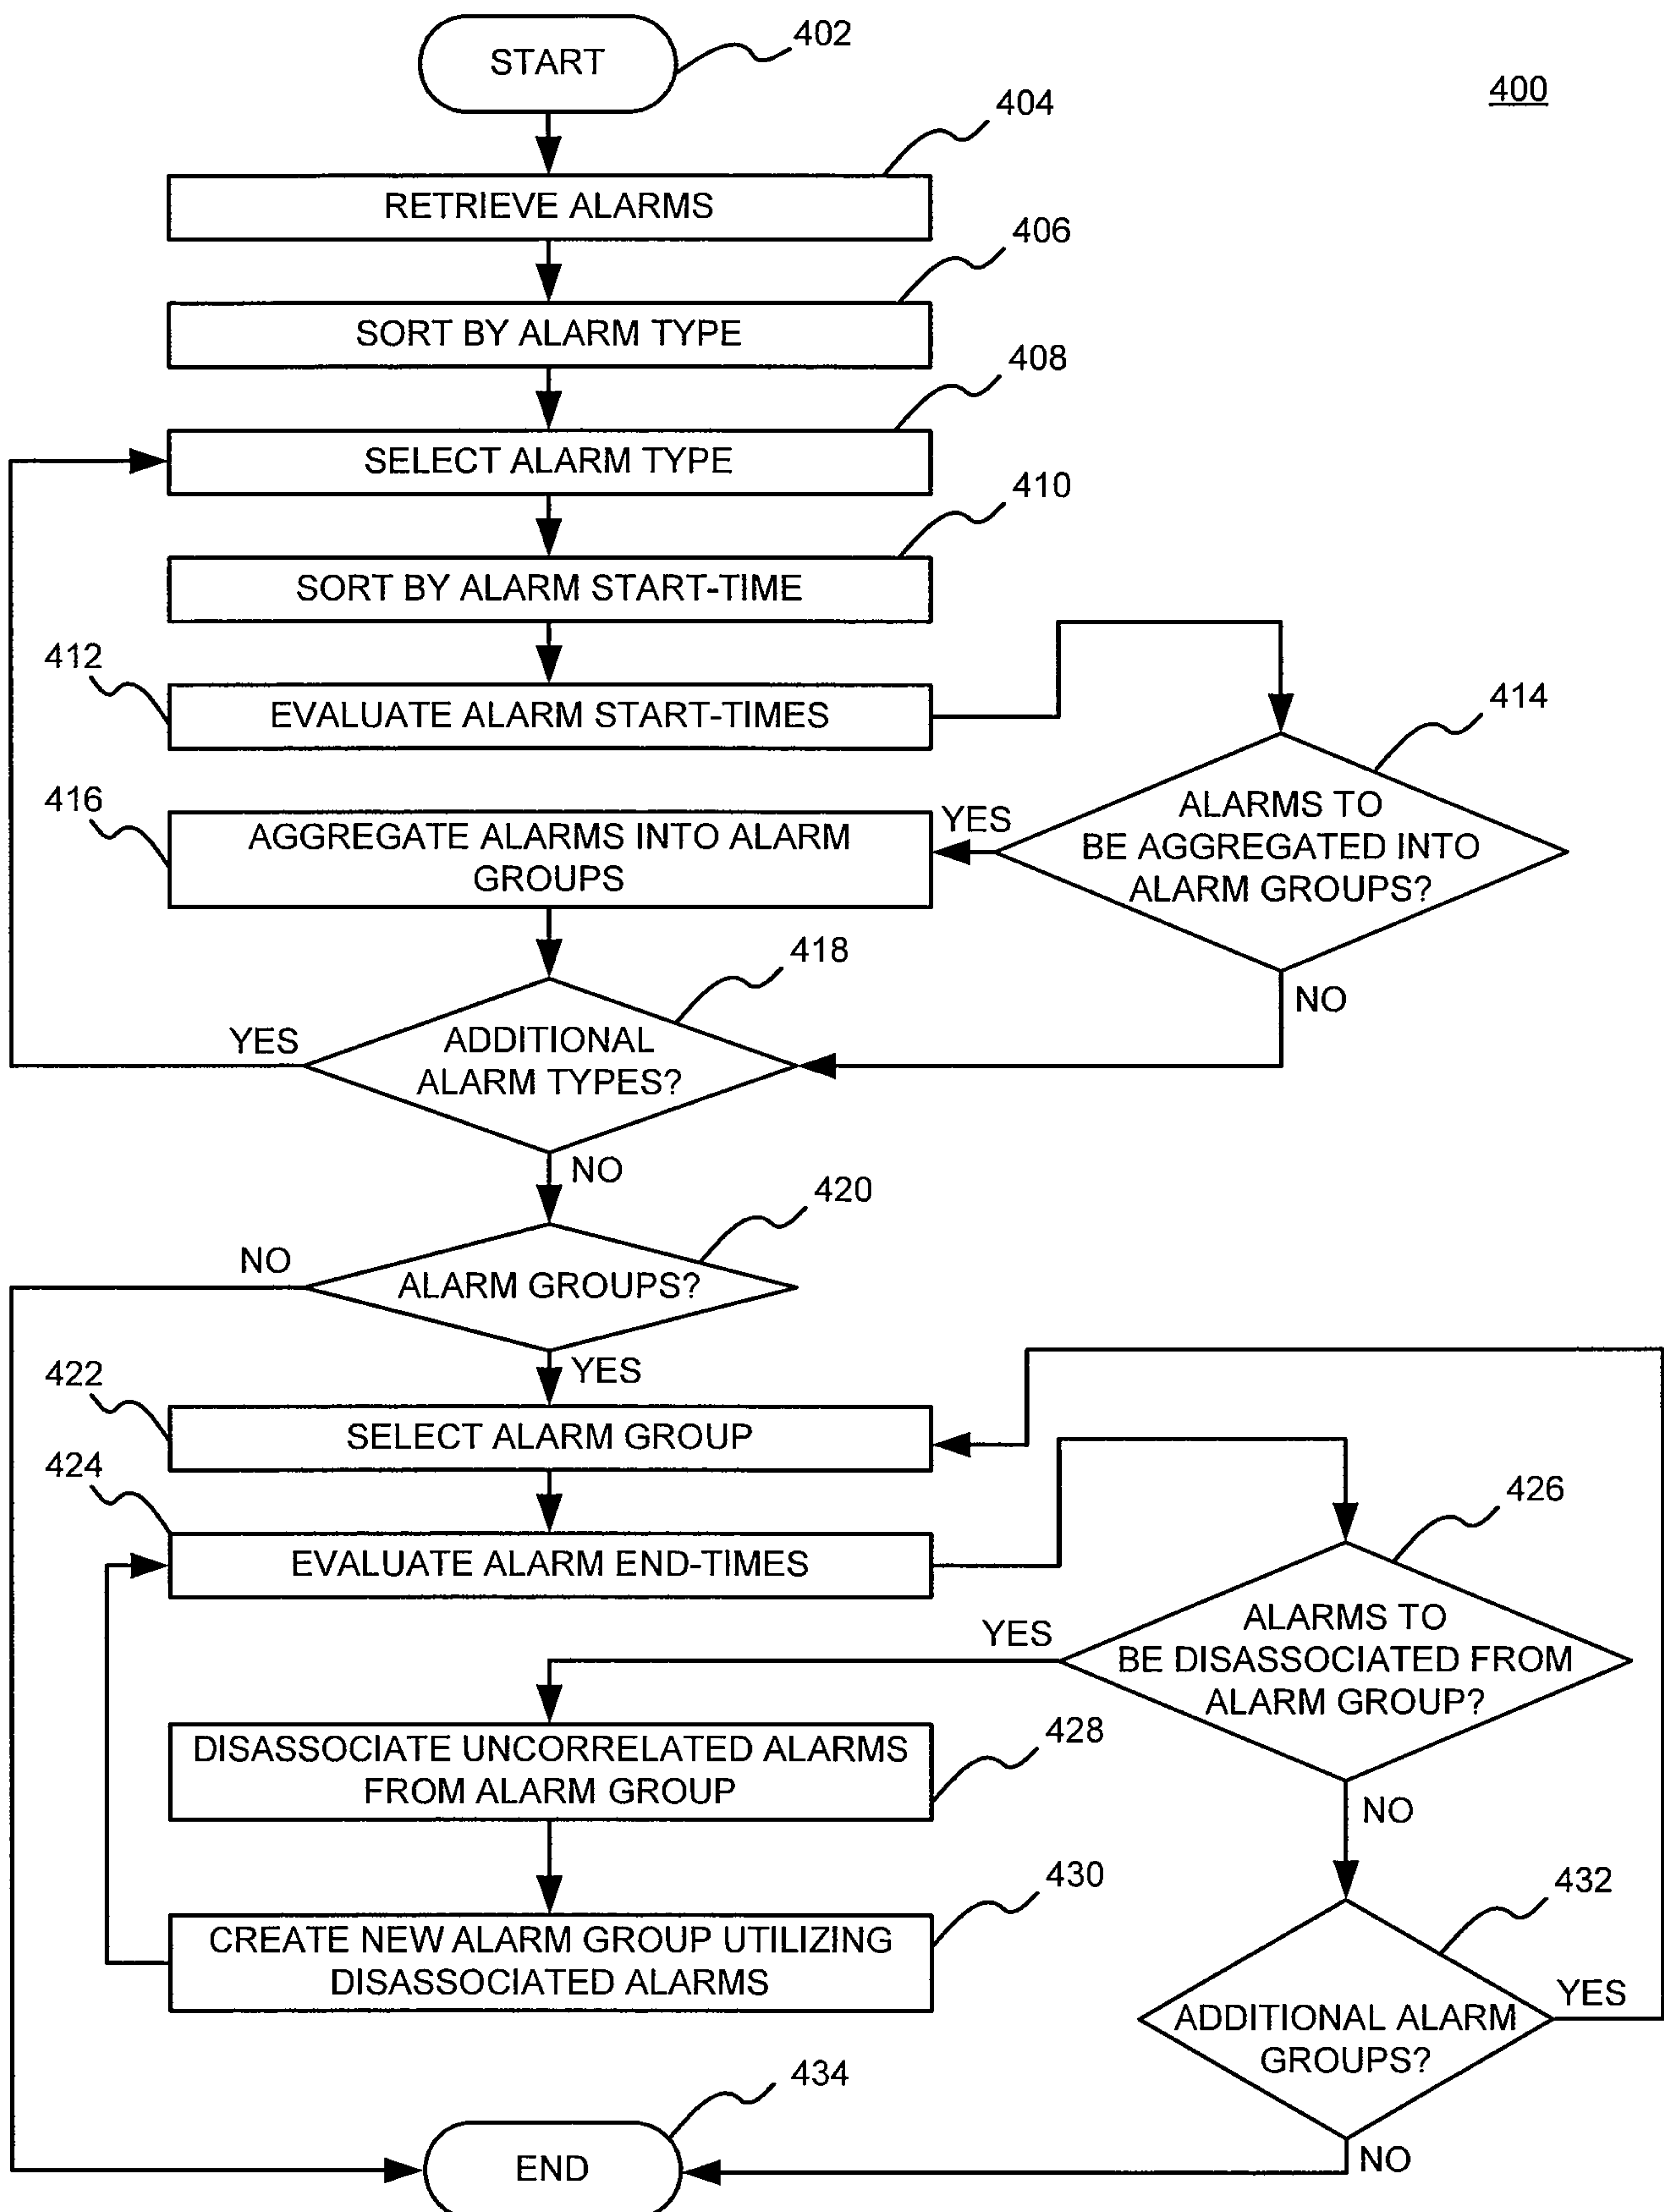 START
402
400
404
RETRIEVE ALARMS
406
SORT BY ALARM TYPE
408
SELECT ALARM TYPE
410
SORT BY ALARM START-TIME
412
EVALUATE ALARM START-TIMES
414
ALARMS TO
BE AGGREGATED INTO
ALARM GROUPS?
YES
416
AGGREGATE ALARMS INTO ALARM
GROUPS
NO
418
ADDITIONAL
ALARM TYPES?
YES
NO
420
ALARM GROUPS?
NO
YES
422
SELECT ALARM GROUP
424
EVALUATE ALARM END-TIMES
426
ALARMS TO
BE DISASSOCIATED FROM
ALARM GROUP?
YES
428
DISASSOCIATE UNCORRELATED ALARMS
FROM ALARM GROUP
NO
430
CREATE NEW ALARM GROUP UTILIZING
DISASSOCIATED ALARMS
432
ADDITIONAL ALARM
GROUPS?
YES
NO
434
END